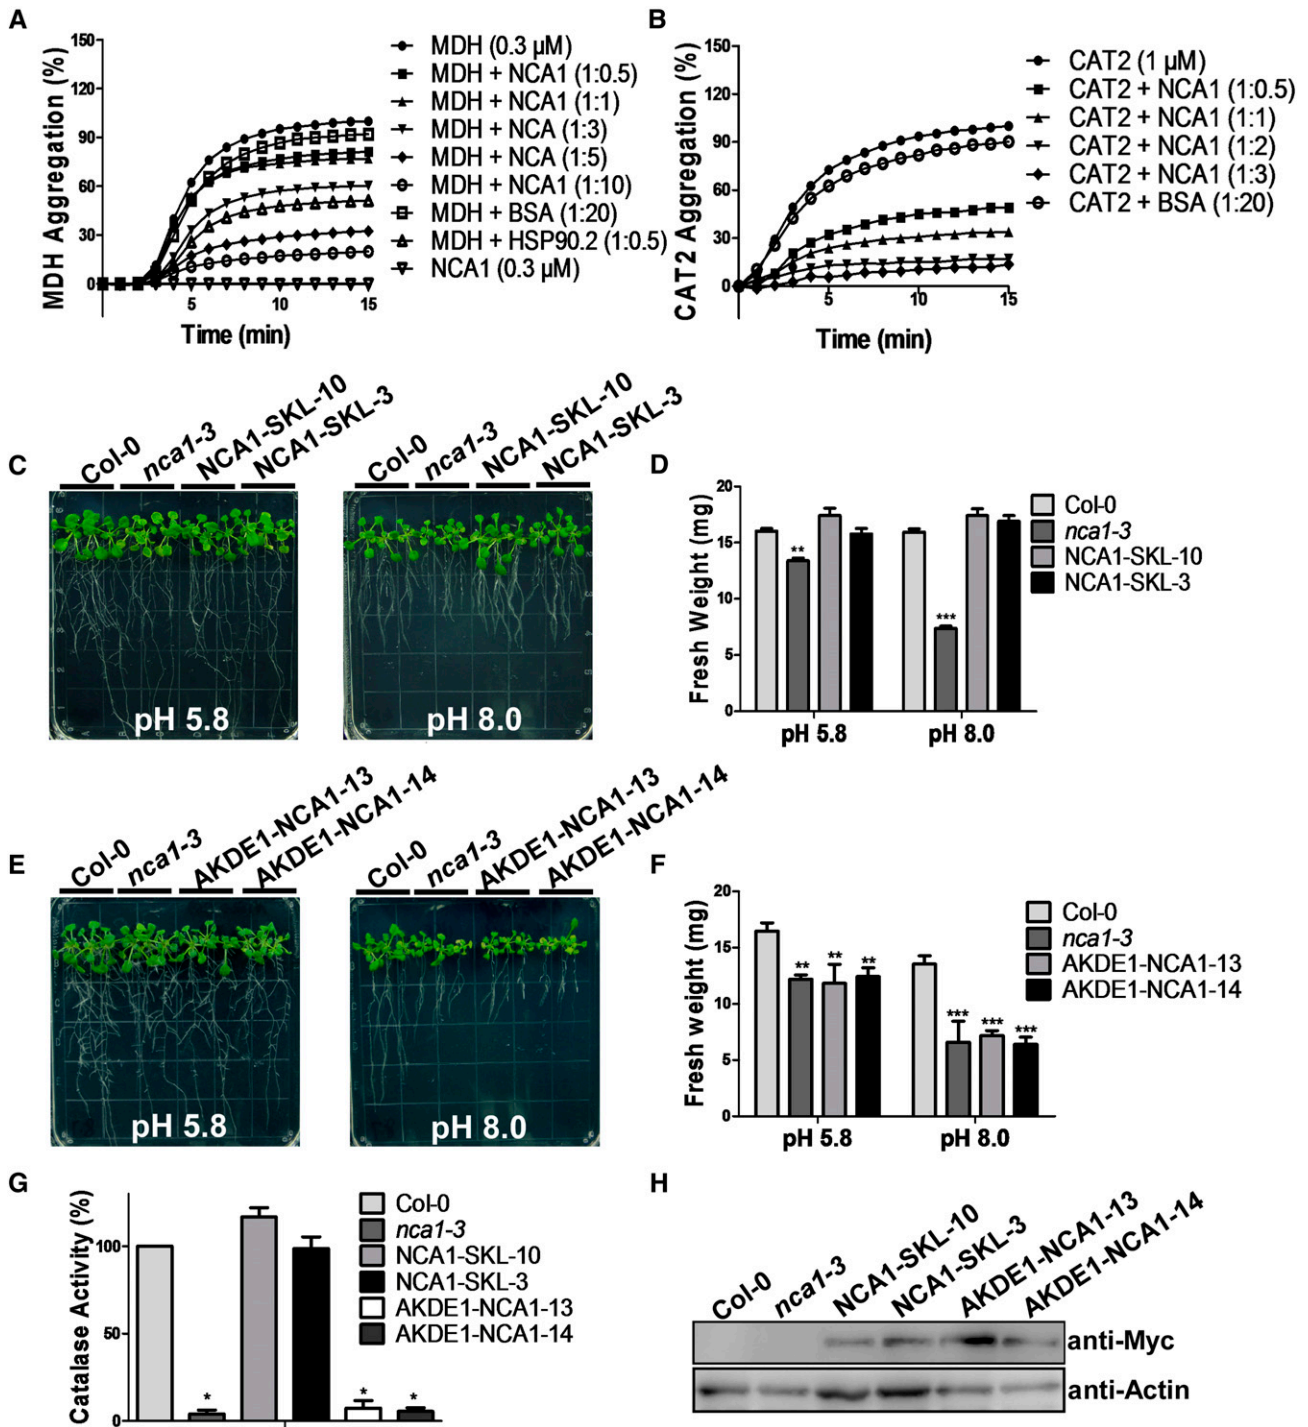 A
MDH Aggregation (%)
150
120
90
60
30
0
5
10
15
Time (min)
MDH (0.3 µM)
MDH + NCA1 (1:0.5)
MDH + NCA1 (1:1)
MDH + NCA (1:3)
MDH + NCA (1:5)
MDH + NCA1 (1:10)
MDH + BSA (1:20)
MDH + HSP90.2 (1:0.5)
NCA1 (0.3 µM)
B
CAT2 Aggregation (%)
150
120
90
60
30
0
5
10
15
Time (min)
CAT2 (1 µM)
CAT2 + NCA1 (1:0.5)
CAT2 + NCA1 (1:1)
CAT2 + NCA1 (1:2)
CAT2 + NCA1 (1:3)
CAT2 + BSA (1:20)
C
Col-0
nca1-3
NCA1-SKL-10
NCA1-SKL-3
pH 5.8
Col-0
nca1-3
NCA1-SKL-10
NCA1-SKL-3
pH 8.0
D
Fresh Weight (mg)
20
15
10
5
0
**
***
pH 5.8
pH 8.0
Col-0
nca1-3
NCA1-SKL-10
NCA1-SKL-3
E
Col-0
nca1-3
AKDE1-NCA1-13
AKDE1-NCA1-14
pH 5.8
Col-0
nca1-3
AKDE1-NCA1-13
AKDE1-NCA1-14
pH 8.0
F
Fresh weight (mg)
20
15
10
5
0
** ** **
*** *** ***
pH 5.8
pH 8.0
Col-0
nca1-3
AKDE1-NCA1-13
AKDE1-NCA1-14
G
Catalase Activity (%)
100
50
0
* * *
Col-0
nca1-3
NCA1-SKL-10
NCA1-SKL-3
AKDE1-NCA1-13
AKDE1-NCA1-14
H
Col-0
nca1-3
NCA1-SKL-10
NCA1-SKL-3
AKDE1-NCA1-13
AKDE1-NCA1-14
anti-Myc
anti-Actin